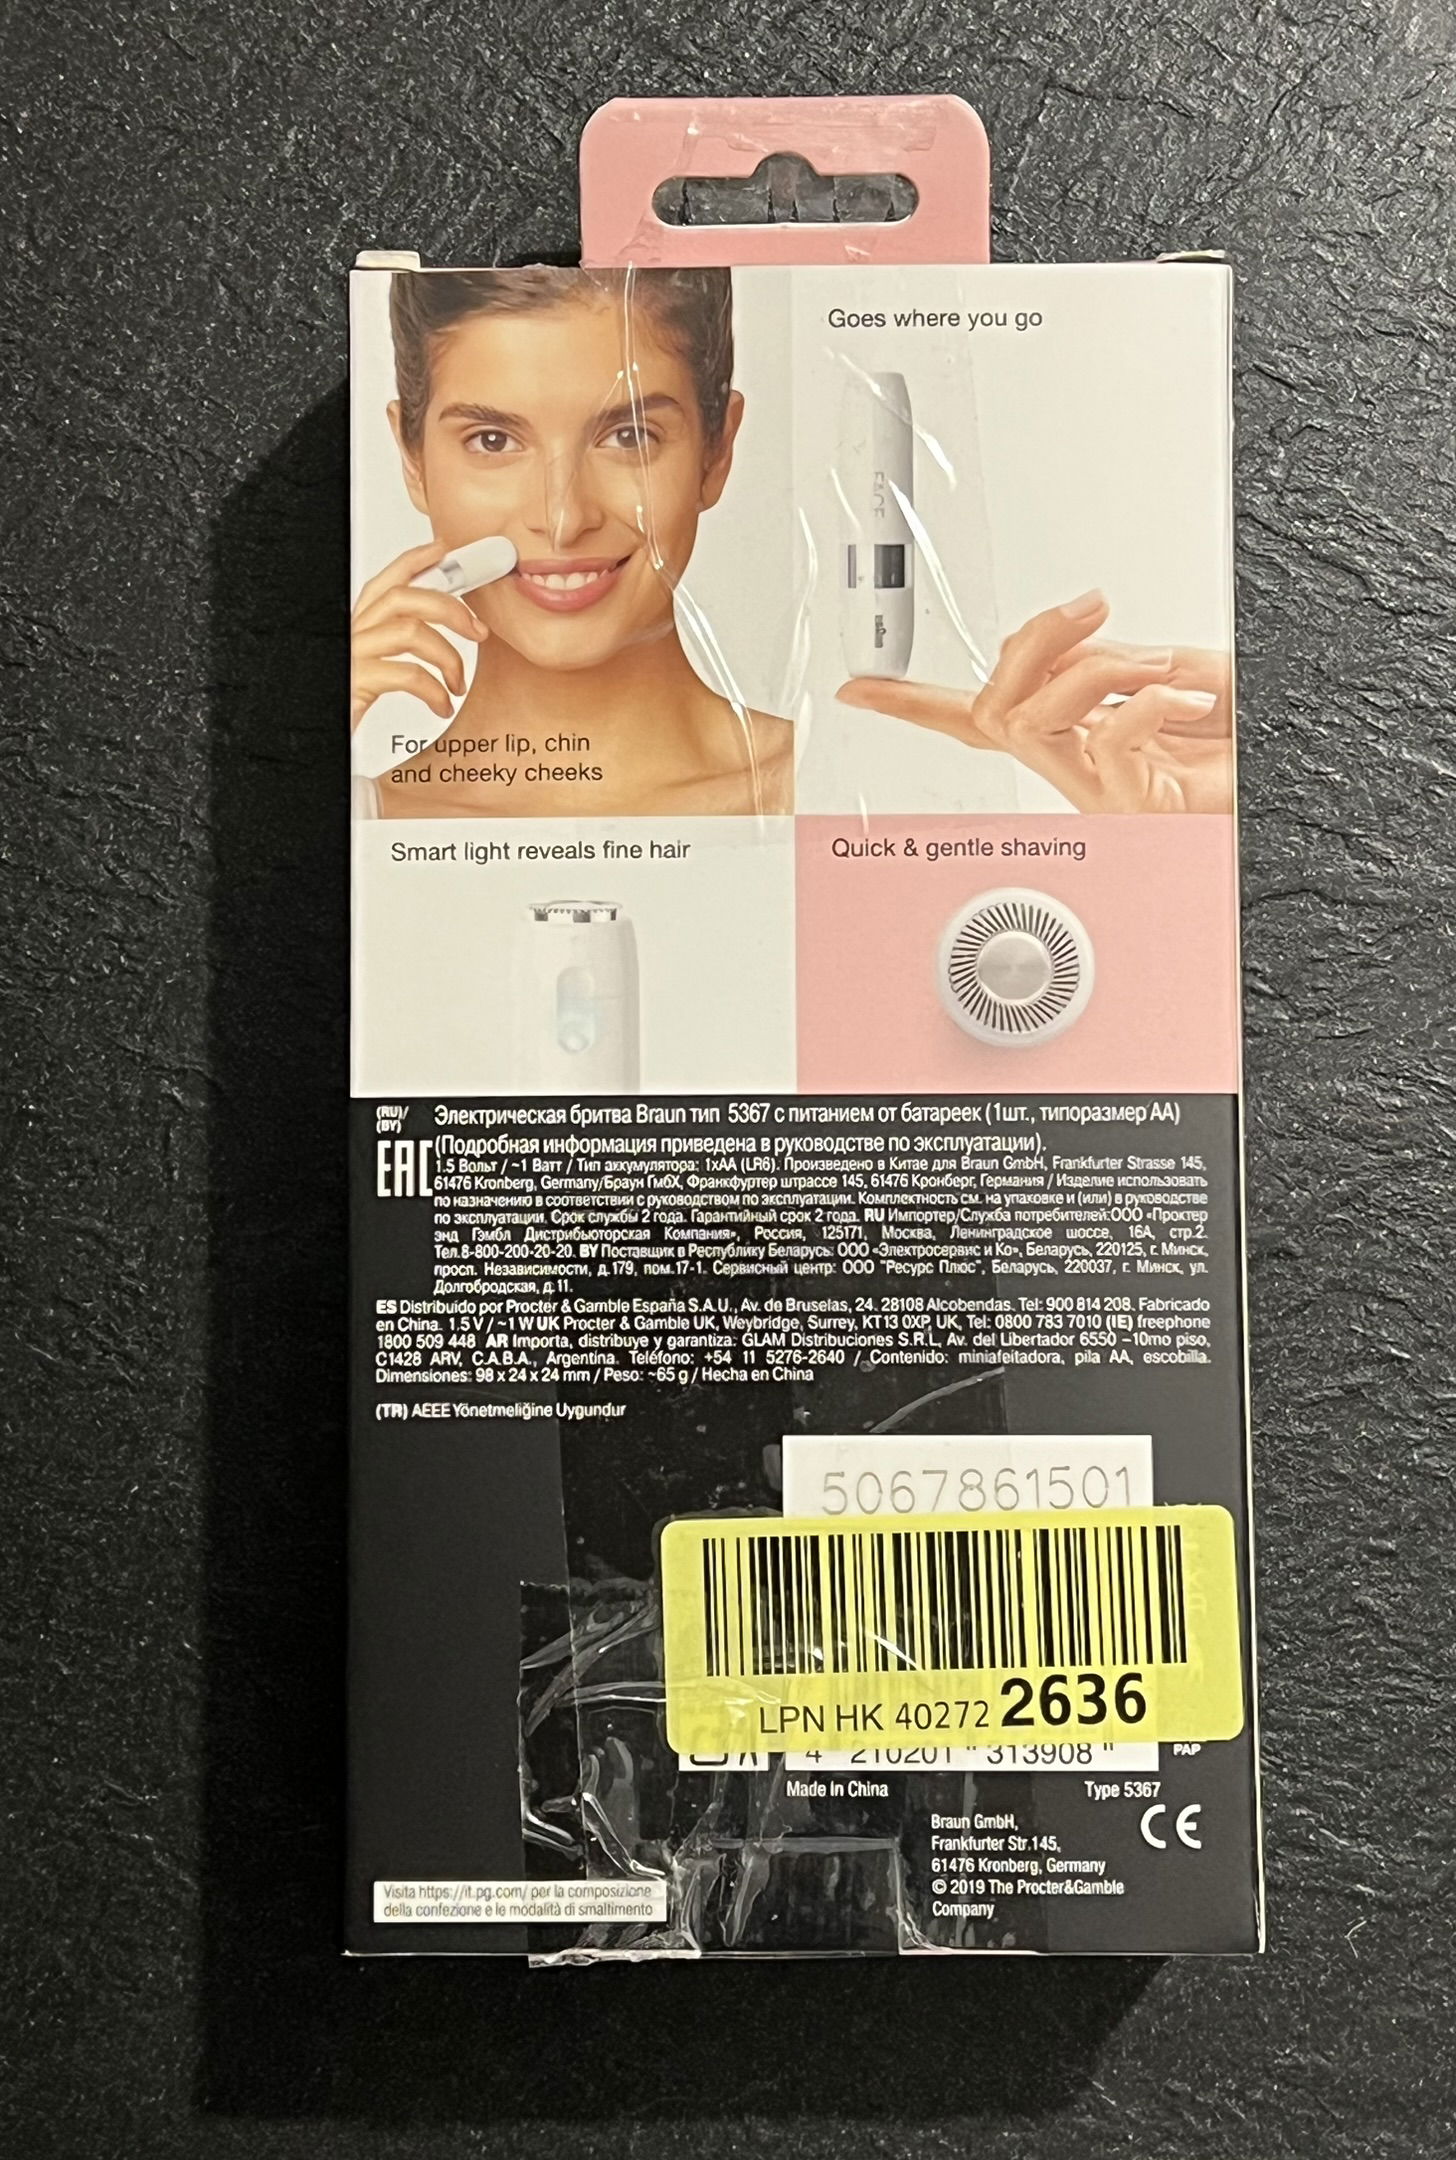 Goes where you go
For upper lip, chin
and cheeky cheeks
Smart light reveals fine hair
Quick & gentle shaving
(RU)/
(BY)
Электрическая бритва Braun тип 5367 с питанием от батареек (1шт., типоразмер АА)
EAC
(Подробная информация приведена в руководстве по эксплуатации).
1.5 Вольт / ~1 Ватт / Тип аккумулятора: 1xAA (LR6). Произведено в Китае для Braun GmbH, Frankfurter Strasse 145,
61476 Kronberg, Germany/Браун ГмбХ, Франкфуртер штрассе 145, 61476 Кронберг, Германия / Изделие использовать
по назначению в соответствии с руководством по эксплуатации. Комплектность см. на упаковке и (или) в руководстве
по эксплуатации. Срок службы 2 года. Гарантийный срок 2 года. RU Импортер/Служба потребителей:ООО «Проктер
энд Гэмбл Дистрибьюторская Компания», Россия, 125171, Москва, Ленинградское шоссе, 16А, стр.2.
Тел.8-800-200-20-20. BY Поставщик в Республику Беларусь: ООО «Электросервис и Ко», Беларусь, 220125, г. Минск,
просп. Независимости, д.179, пом.17-1. Сервисный центр: ООО "Ресурс Плюс", Беларусь, 220037, г. Минск, ул.
Долгобродская, д.11.
ES Distribuido por Procter & Gamble España S.A.U., Av. de Bruselas, 24. 28108 Alcobendas. Tel: 900 814 208. Fabricado
en China. 1.5 V / ~1 W UK Procter & Gamble UK, Weybridge, Surrey, KT13 0XP, UK, Tel: 0800 783 7010 (IE) freephone
1800 509 448 AR Importa, distribuye y garantiza: GLAM Distribuciones S.R.L, Av. del Libertador 6550 –10mo piso,
C1428 ARV, C.A.B.A., Argentina. Teléfono: +54 11 5276-2640 / Contenido: miniafeitadora, pila AA, escobilla.
Dimensiones: 98 x 24 x 24 mm / Peso: ~65 g / Hecha en China
(TR) AEEE Yönetmeliğine Uygundur
5067861501
LPN HK 40272 2636
4 210201 313908
PAP
Made In China
Type 5367
CE
Braun GmbH,
Frankfurter Str.145,
61476 Kronberg, Germany
© 2019 The Procter&Gamble
Company
Visita https://it.pg.com/ per la composizione
della confezione e le modalità di smaltimento